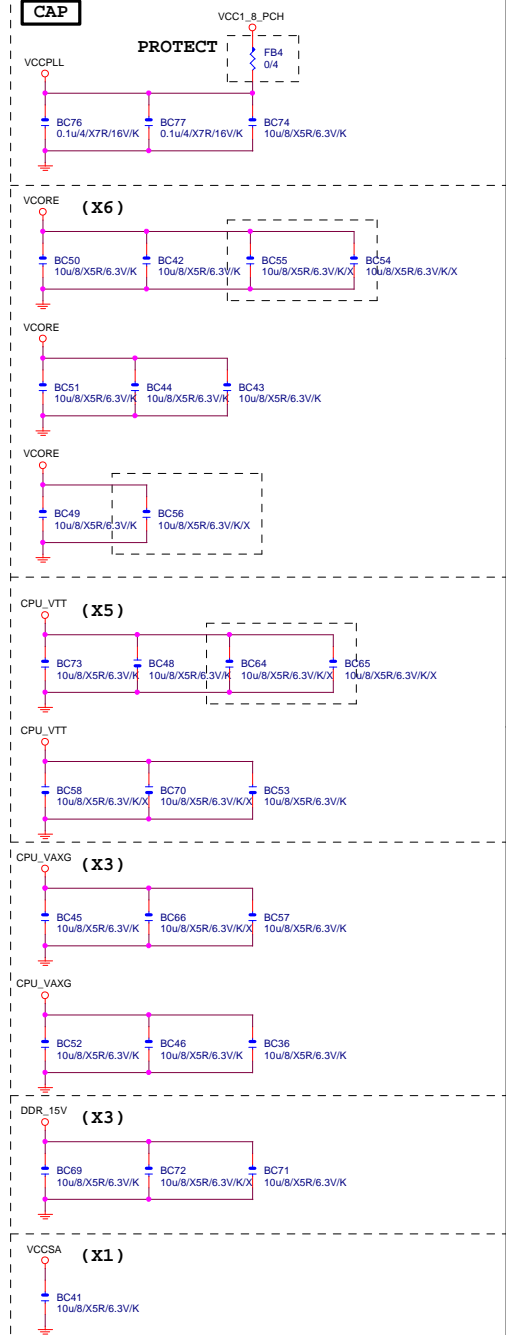 CAP
VCC1_8_PCH
PROTECT
FB4
0/4
VCCPLL
BC76
0.1u/4/X7R/16V/K
BC77
0.1u/4/X7R/16V/K
BC74
10u/8/X5R/6.3V/K
VCORE
(X6)
BC50
10u/8/X5R/6.3V/K
BC42
10u/8/X5R/6.3V/K
BC55
10u/8/X5R/6.3V/K/X
BC54
10u/8/X5R/6.3V/K/X
VCORE
BC51
10u/8/X5R/6.3V/K
BC44
10u/8/X5R/6.3V/K
BC43
10u/8/X5R/6.3V/K
VCORE
BC49
10u/8/X5R/6.3V/K
BC56
10u/8/X5R/6.3V/K/X
CPU_VTT
(X5)
BC73
10u/8/X5R/6.3V/K
BC48
10u/8/X5R/6.3V/K
BC64
10u/8/X5R/6.3V/K/X
BC65
10u/8/X5R/6.3V/K/X
CPU_VTT
BC58
10u/8/X5R/6.3V/K/X
BC70
10u/8/X5R/6.3V/K/X
BC53
10u/8/X5R/6.3V/K
CPU_VAXG
(X3)
BC45
10u/8/X5R/6.3V/K
BC66
10u/8/X5R/6.3V/K/X
BC57
10u/8/X5R/6.3V/K
CPU_VAXG
BC52
10u/8/X5R/6.3V/K
BC46
10u/8/X5R/6.3V/K
BC36
10u/8/X5R/6.3V/K
DDR_15V
(X3)
BC69
10u/8/X5R/6.3V/K
BC72
10u/8/X5R/6.3V/K/X
BC71
10u/8/X5R/6.3V/K
VCCSA
(X1)
BC41
10u/8/X5R/6.3V/K